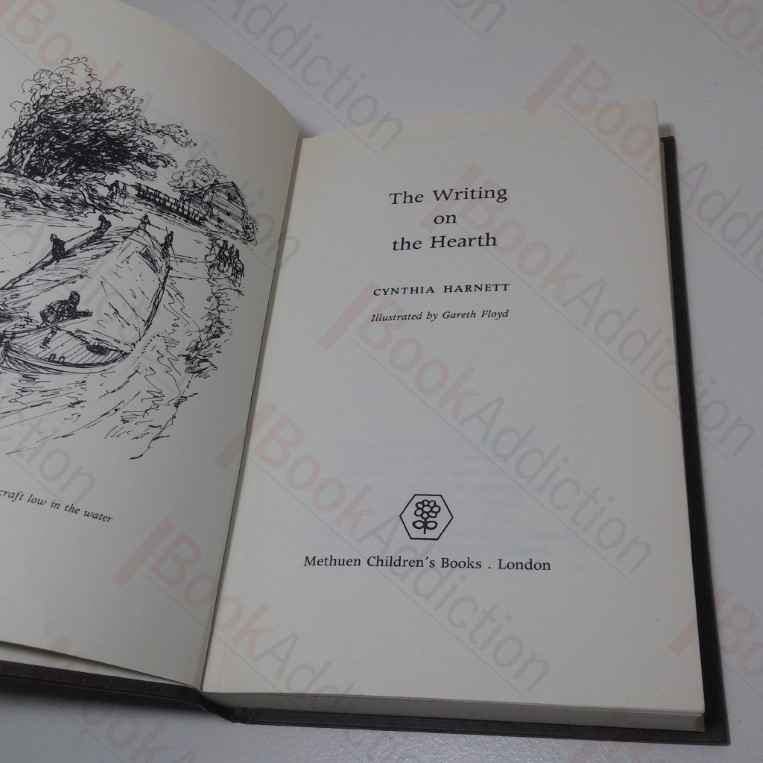 craft low in the water
The Writing
on
the Hearth
CYNTHIA HARNETT
Illustrated by Gareth Floyd
Methuen Children's Books . London
BookAddiction